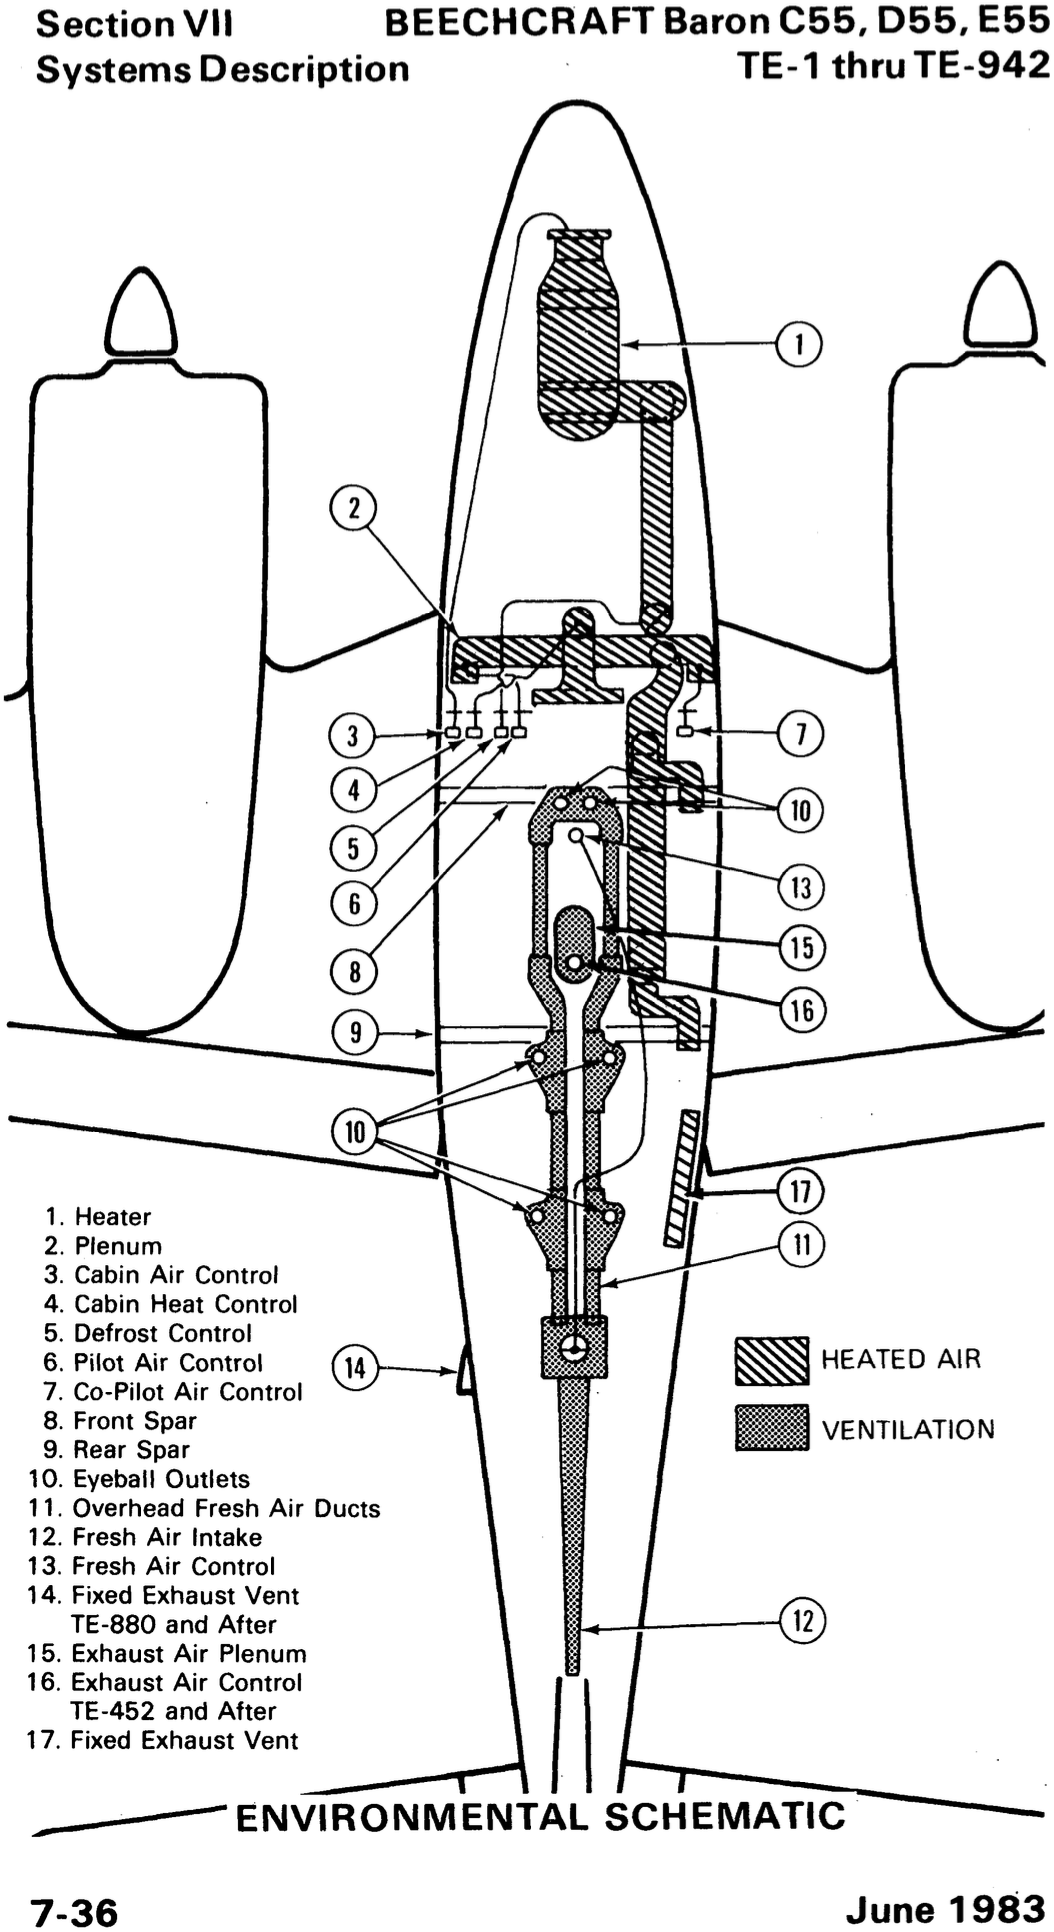 Section VII
BEECHCRAFT Baron C55, D55, E55
Systems Description
TE-1 thru TE-942
1
2
3
7
4
10
5
13
6
15
8
16
9
10
17
11
14
12
1. Heater
2. Plenum
3. Cabin Air Control
4. Cabin Heat Control
5. Defrost Control
6. Pilot Air Control
7. Co-Pilot Air Control
8. Front Spar
9. Rear Spar
10. Eyeball Outlets
11. Overhead Fresh Air Ducts
12. Fresh Air Intake
13. Fresh Air Control
14. Fixed Exhaust Vent
TE-880 and After
15. Exhaust Air Plenum
16. Exhaust Air Control
TE-452 and After
17. Fixed Exhaust Vent
HEATED AIR
VENTILATION
ENVIRONMENTAL SCHEMATIC
7-36
June 1983